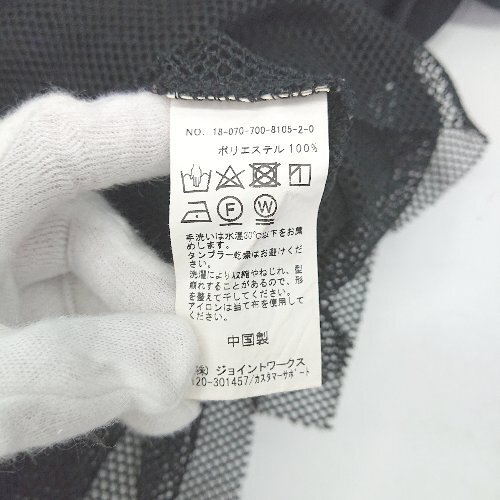 NO. 18-070-700-8105-2-0
ポリエステル 100%
F W
手洗いは水温30℃以下をお薦
めします。
タンブラー乾燥はお避けくださ
い。
洗濯により収縮やねじれ、型
崩れすることがあるので、形
を整えて干してください。
アイロンは当て布を使用して
ください。
中国製
(株) ジョイントワークス
120-301457/カスタマーサポート